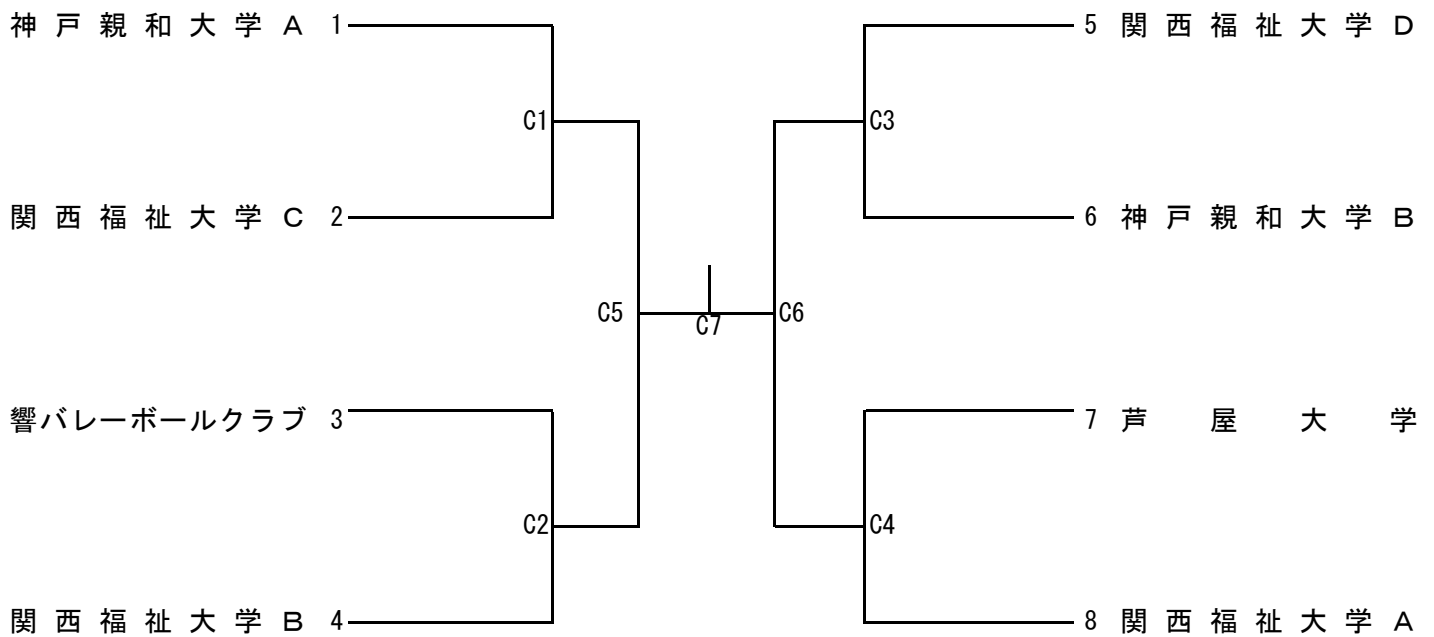 神戸親和大学A 1
5 関西福祉大学D
C1
C3
関西福祉大学C 2
6 神戸親和大学B
C5
C7
C6
響バレーボールクラブ 3
7 芦屋大学
C2
C4
関西福祉大学B 4
8 関西福祉大学A